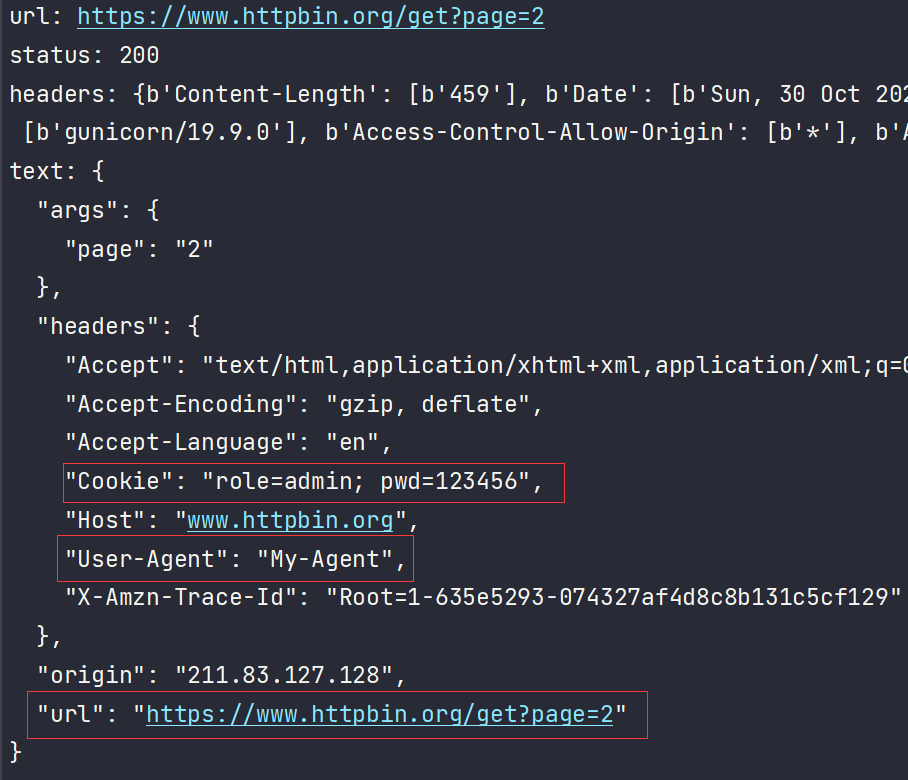 url: https://www.httpbin.org/get?page=2
status: 200
headers: {b'Content-Length': [b'459'], b'Date': [b'Sun, 30 Oct 202
[b'gunicorn/19.9.0'], b'Access-Control-Allow-Origin': [b'*'], b'A
text: {
"args": {
"page": "2"
},
"headers": {
"Accept": "text/html,application/xhtml+xml,application/xml;q=0
"Accept-Encoding": "gzip, deflate",
"Accept-Language": "en",
"Cookie": "role=admin; pwd=123456",
"Host": "www.httpbin.org",
"User-Agent": "My-Agent",
"X-Amzn-Trace-Id": "Root=1-635e5293-074327af4d8c8b131c5cf129"
},
"origin": "211.83.127.128",
"url": "https://www.httpbin.org/get?page=2"
}